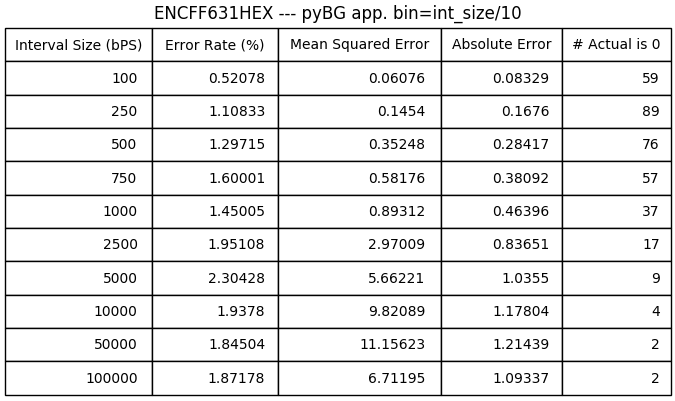 ENCFF631HEX --- pyBG app. bin=int_size/10
Interval Size (bPS) Error Rate (%) Mean Squared Error Absolute Error # Actual is 0
100 0.52078 0.06076 0.08329 59
250 1.10833 0.1454 0.1676 89
500 1.29715 0.35248 0.28417 76
750 1.60001 0.58176 0.38092 57
1000 1.45005 0.89312 0.46396 37
2500 1.95108 2.97009 0.83651 17
5000 2.30428 5.66221 1.0355 9
10000 1.9378 9.82089 1.17804 4
50000 1.84504 11.15623 1.21439 2
100000 1.87178 6.71195 1.09337 2